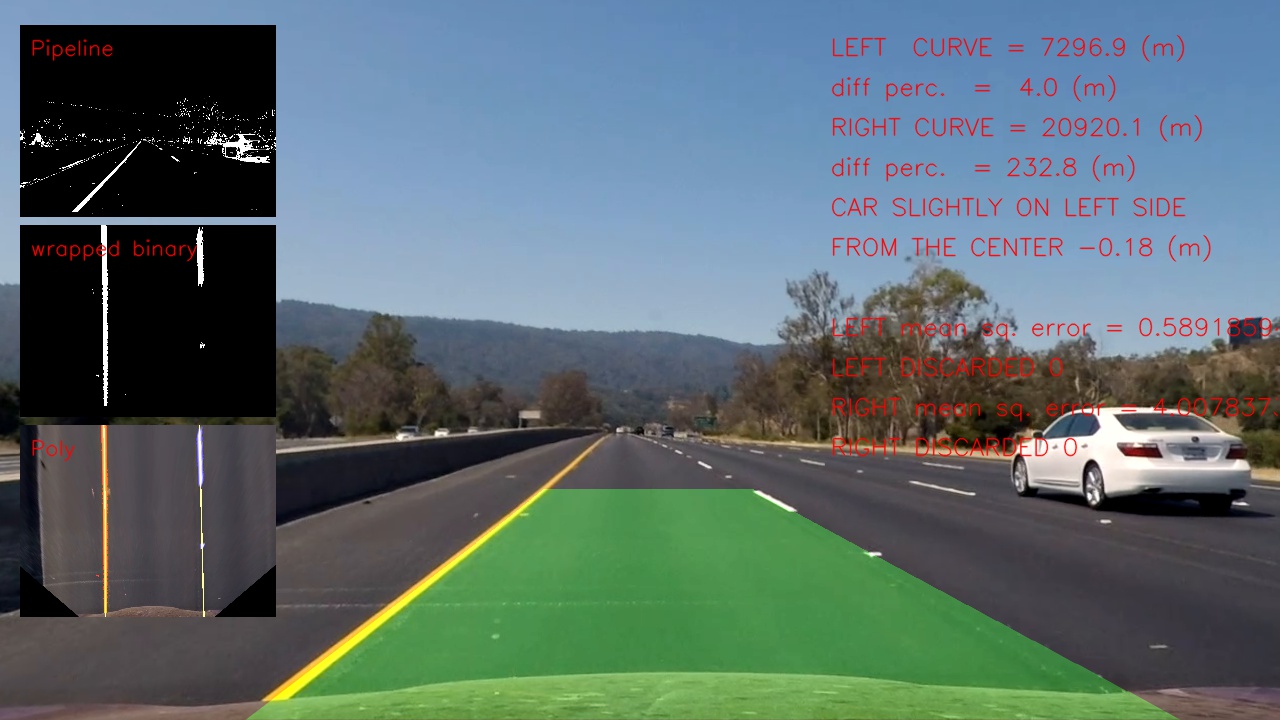 Pipeline
wrapped binary
Poly
LEFT CURVE = 7296.9 (m)
diff perc. = 4.0 (m)
RIGHT CURVE = 20920.1 (m)
diff perc. = 232.8 (m)
CAR SLIGHTLY ON LEFT SIDE
FROM THE CENTER -0.18 (m)
LEFT mean sq. error = 0.5891859
LEFT DISCARDED 0
RIGHT mean sq. error = 4.007837
RIGHT DISCARDED 0